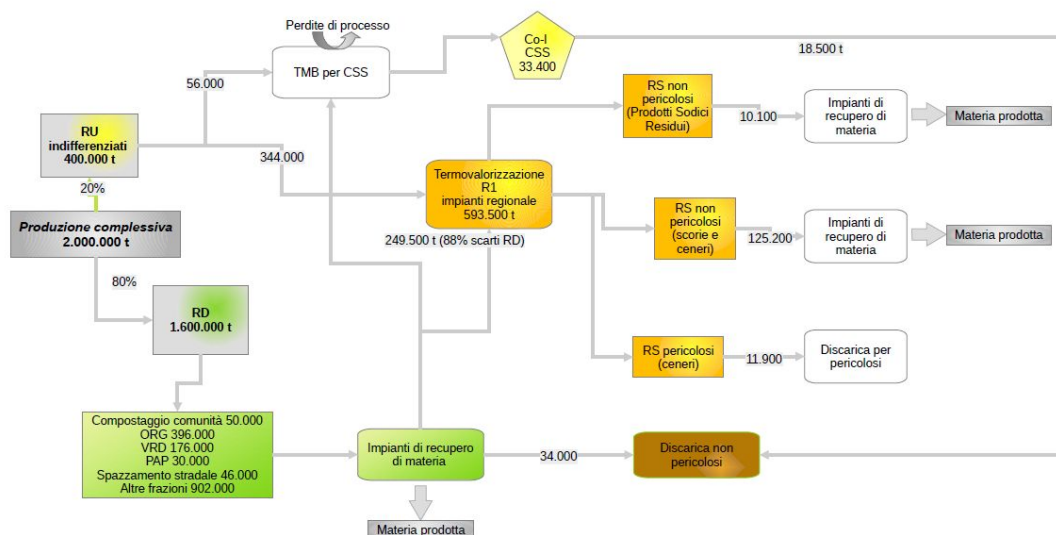 Perdite di processo
TMB per CSS
Co-I
CSS
33.400
18.500 t
56.000
RS non
pericolosi
(Prodotti Sodici
Residui)
10.100
Impianti di
recupero di
materia
Materia prodotta
RU
indifferenziati
400.000 t
344.000
20%
Termovalorizzazione
R1
impianti regionale
593.500 t
Produzione complessiva
2.000.000 t
249.500 t (88% scarti RD)
RS non
pericolosi
(scorie e
ceneri)
125.200
Impianti di
recupero di
materia
Materia prodotta
80%
RD
1.600.000 t
RS pericolosi
(ceneri)
11.900
Discarica per
pericolosi
Compostaggio comunità 50.000
ORG 396.000
VRD 176.000
PAP 30.000
Spazzamento stradale 46.000
Altre frazioni 902.000
Impianti di recupero
di materia
34.000
Discarica non
pericolosi
Materia prodotta